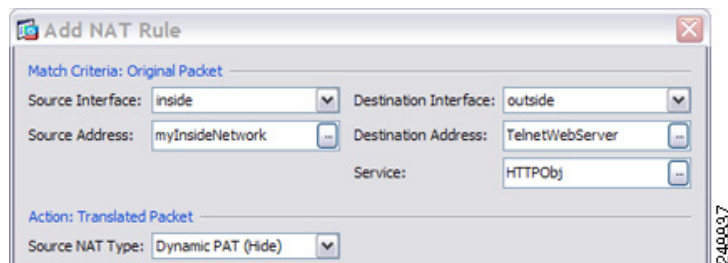 Add NAT Rule
Match Criteria: Original Packet
Source Interface: inside Destination Interface: outside
Source Address: myInsideNetwork ... Destination Address: TelnetWebServer ...
Service: HTTPObj ...
Action: Translated Packet
Source NAT Type: Dynamic PAT (Hide)
248837